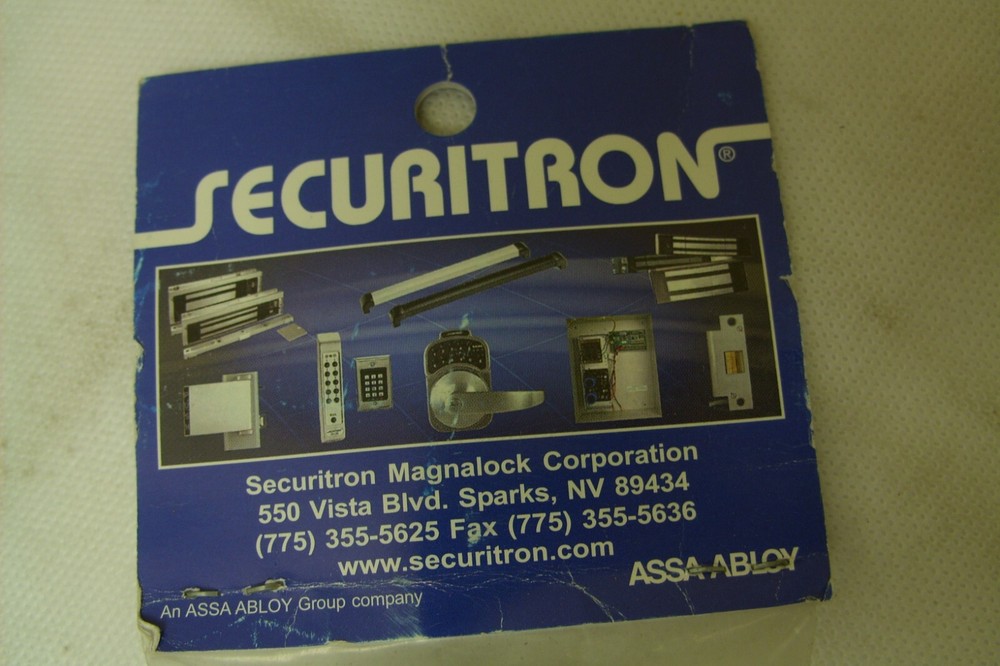 SECURITRON®
Securitron Magnalock Corporation
550 Vista Blvd. Sparks, NV 89434
(775) 355-5625 Fax (775) 355-5636
www.securitron.com
ASSA ABLOY
An ASSA ABLOY Group company